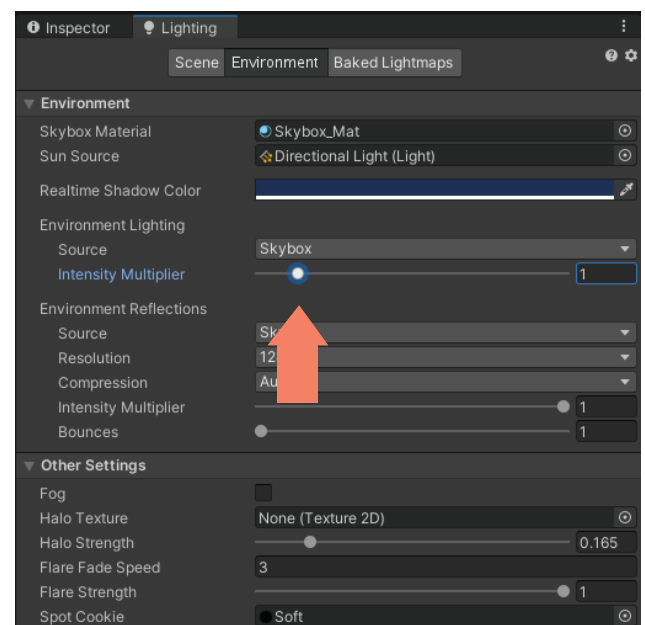 Inspector Lighting
Scene Environment Baked Lightmaps
Environment
Skybox Material Skybox_Mat
Sun Source Directional Light (Light)
Realtime Shadow Color
Environment Lighting
Source Skybox
Intensity Multiplier 1
Environment Reflections
Source
Resolution
Compression
Intensity Multiplier 1
Bounces 1
Other Settings
Fog
Halo Texture None (Texture 2D)
Halo Strength 0.165
Flare Fade Speed 3
Flare Strength 1
Spot Cookie Soft